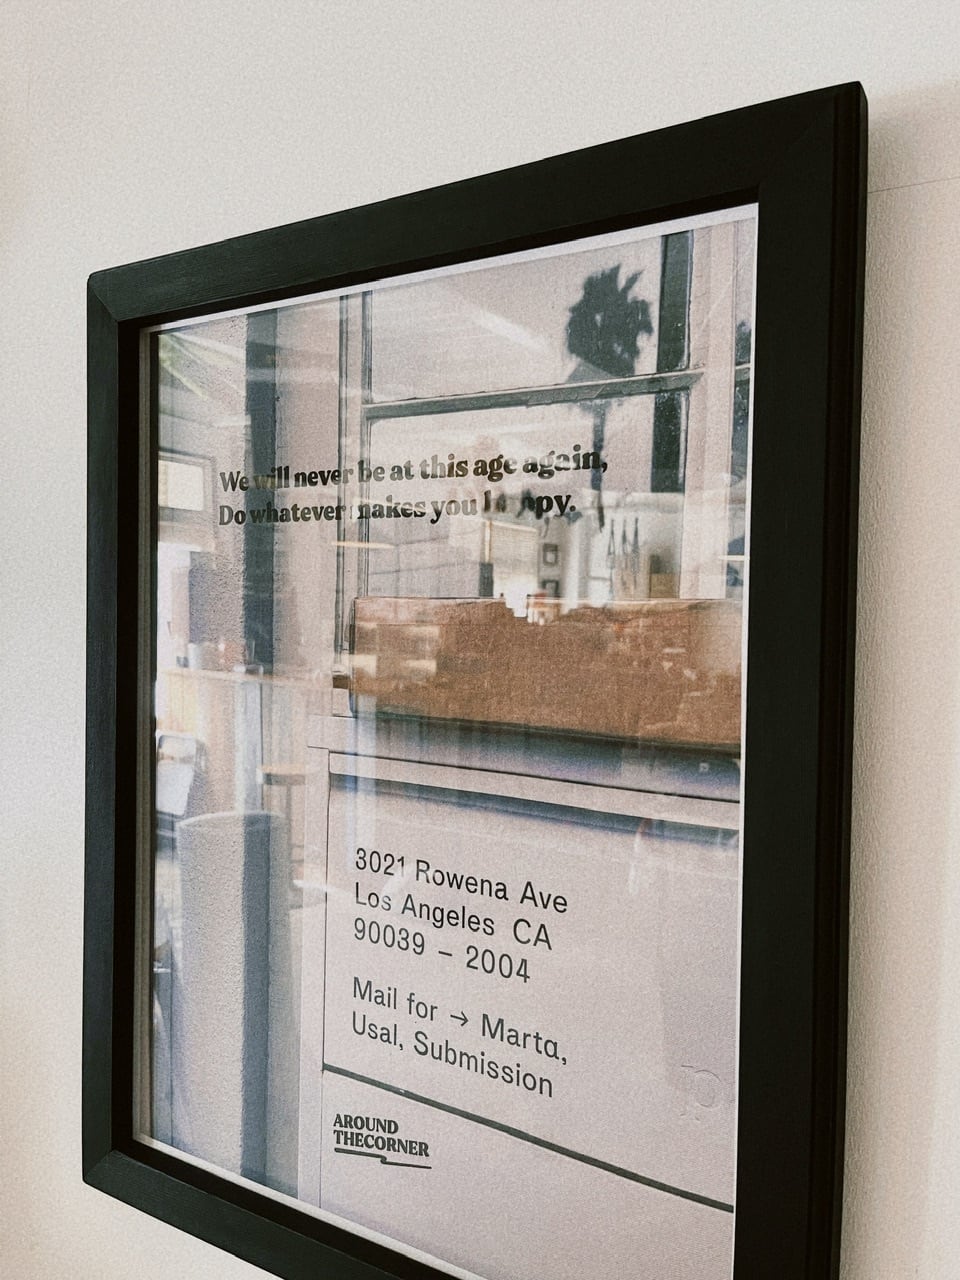 We will never be at this age again,
Do whatever makes you happy.
3021 Rowena Ave
Los Angeles CA
90039 – 2004
Mail for → Marta,
Usal, Submission
AROUND
THECORNER